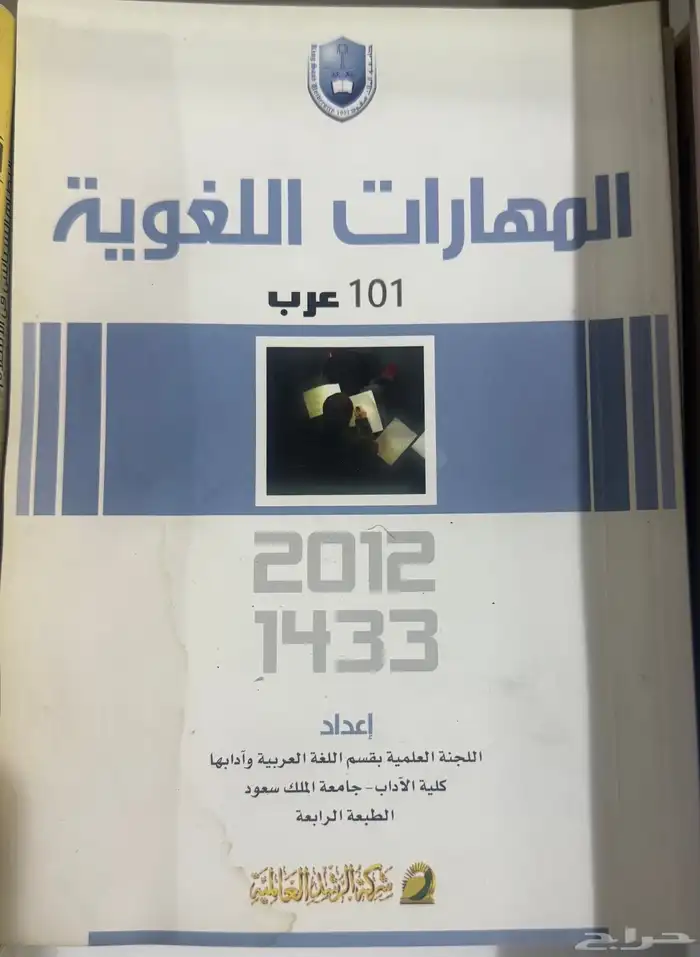 المهارات اللغوية
101 عرب
2012
1433
إعداد
اللجنة العلمية بقسم اللغة العربية وآدابها
كلية الآداب - جامعة الملك سعود
الطبعة الرابعة
شركة الرشد العالمية
حراج